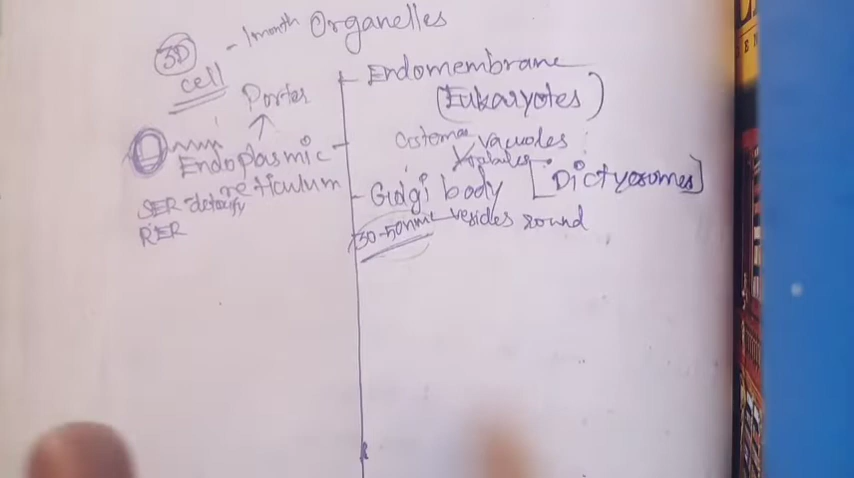 3D - 1month Organelles
cell
Endomembrane
Porter
(Eukaryotes)
Cisternae vacuoles
Endoplasmic
reticulum
Golgi body [Dictyosomes]
SER - detoxify
RER
30-50nm vesicles round